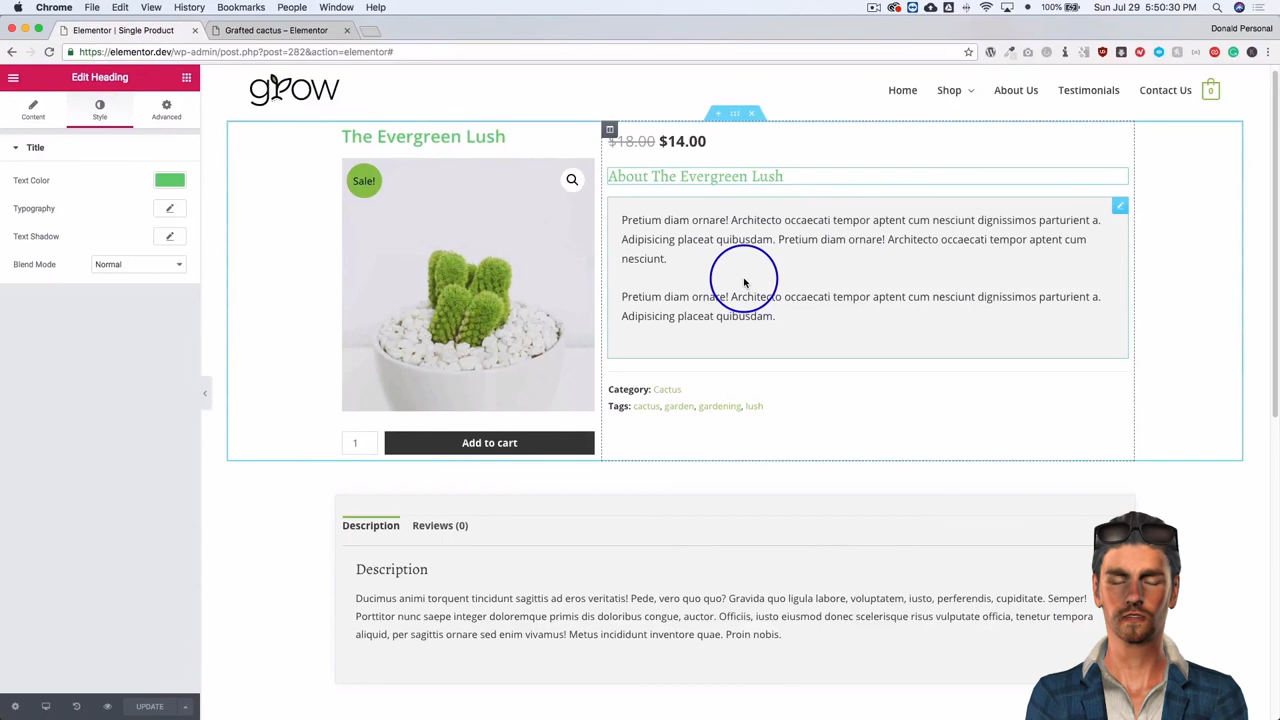 Chrome File Edit View History Bookmarks People Window Help
100% Sun Jul 29 5:50:30 PM
Elementor | Single Product
Grafted cactus – Elementor
Donald Personal
https://elementor.dev/wp-admin/post.php?post=282&action=elementor#
Edit Heading
Content
Style
Advanced
Title
Text Color
Typography
Text Shadow
Blend Mode
Normal
UPDATE
grow
Home
Shop
About Us
Testimonials
Contact Us
0
The Evergreen Lush
Sale!
1
Add to cart
$18.00 $14.00
About The Evergreen Lush
Pretium diam ornare! Architecto occaecati tempor aptent cum nesciunt dignissimos parturient a.
Adipisicing placeat quibusdam. Pretium diam ornare! Architecto occaecati tempor aptent cum
nesciunt.
Pretium diam ornare! Architecto occaecati tempor aptent cum nesciunt dignissimos parturient a.
Adipisicing placeat quibusdam.
Category: Cactus
Tags: cactus, garden, gardening, lush
Description
Reviews (0)
Description
Ducimus animi torquent tincidunt sagittis ad eros veritatis! Pede, vero quo quo? Gravida quo ligula labore, voluptatem, iusto, perferendis, cupiditate. Semper!
Porttitor nunc saepe integer doloremque primis dis doloribus congue, auctor. Officiis, iusto eiusmod donec scelerisque risus voluptate officia, tenetur tempora
aliquid, per sagittis ornare sed enim vivamus! Metus incididunt inventore quae. Proin nobis.